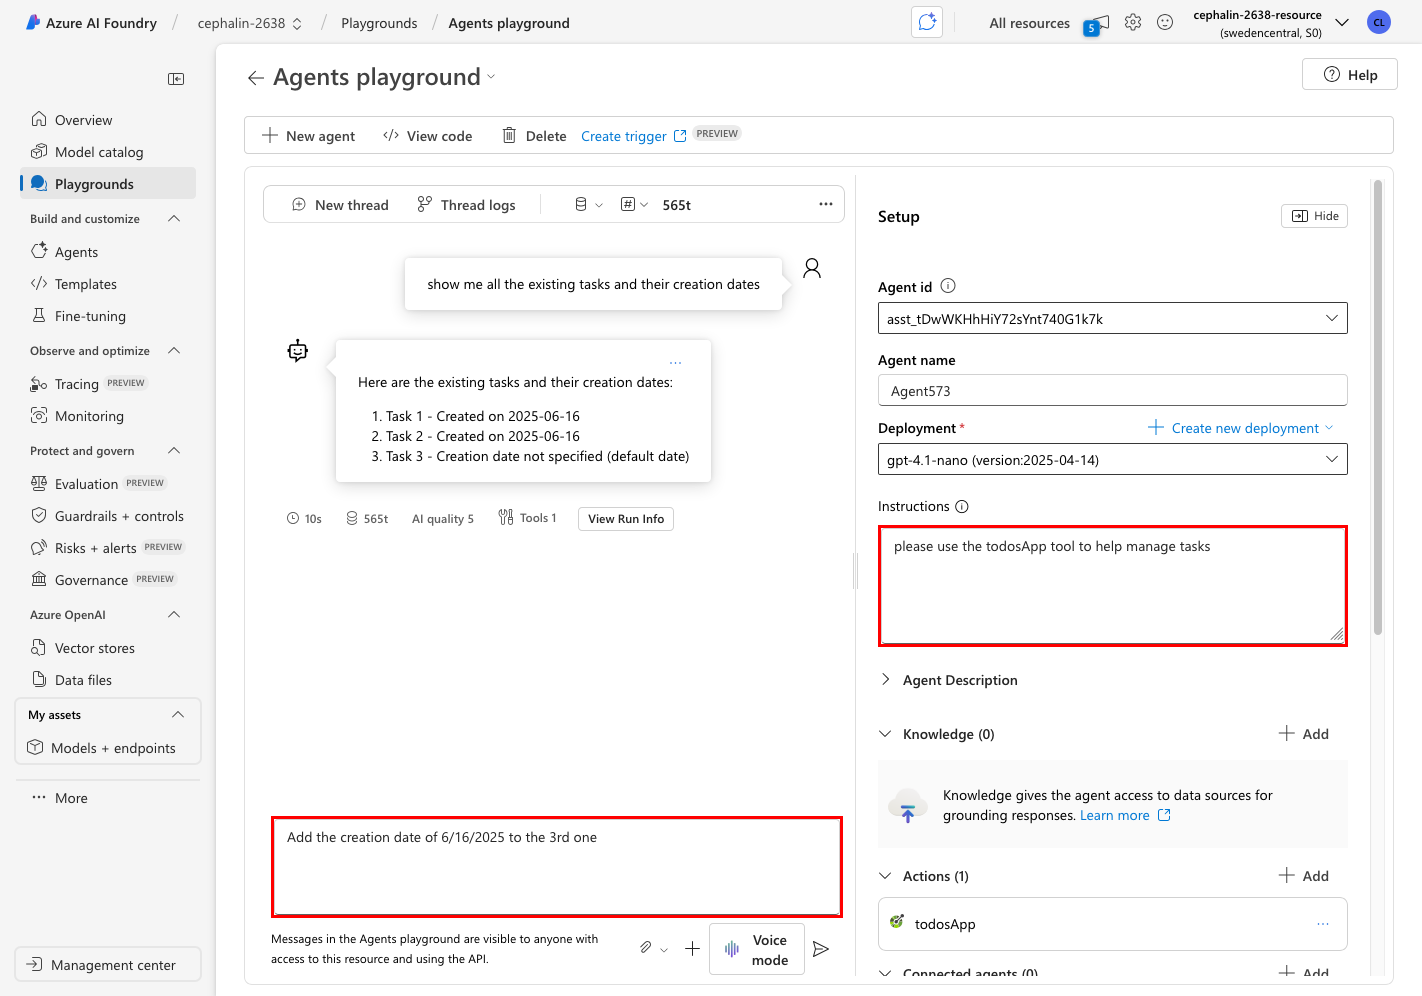 Azure AI Foundry / cephalin-2638 / Playgrounds / Agents playground
All resources
5
cephalin-2638-resource
(swedencentral, S0)
CL
Agents playground
Help
Overview
Model catalog
Playgrounds
Build and customize
Agents
Templates
Fine-tuning
Observe and optimize
Tracing PREVIEW
Monitoring
Protect and govern
Evaluation PREVIEW
Guardrails + controls
Risks + alerts PREVIEW
Governance PREVIEW
Azure OpenAI
Vector stores
Data files
My assets
Models + endpoints
More
Management center
New agent
View code
Delete
Create trigger PREVIEW
New thread
Thread logs
565t
show me all the existing tasks and their creation dates
Here are the existing tasks and their creation dates:
1. Task 1 - Created on 2025-06-16
2. Task 2 - Created on 2025-06-16
3. Task 3 - Creation date not specified (default date)
10s
565t
AI quality 5
Tools 1
View Run Info
Add the creation date of 6/16/2025 to the 3rd one
Messages in the Agents playground are visible to anyone with
access to this resource and using the API.
Voice
mode
Setup
Hide
Agent id
asst_tDwWKHhHiY72sYnt740G1k7k
Agent name
Agent573
Deployment *
Create new deployment
gpt-4.1-nano (version:2025-04-14)
Instructions
please use the todosApp tool to help manage tasks
Agent Description
Knowledge (0)
Add
Knowledge gives the agent access to data sources for
grounding responses. Learn more
Actions (1)
Add
todosApp
Connected agents (0)
Add